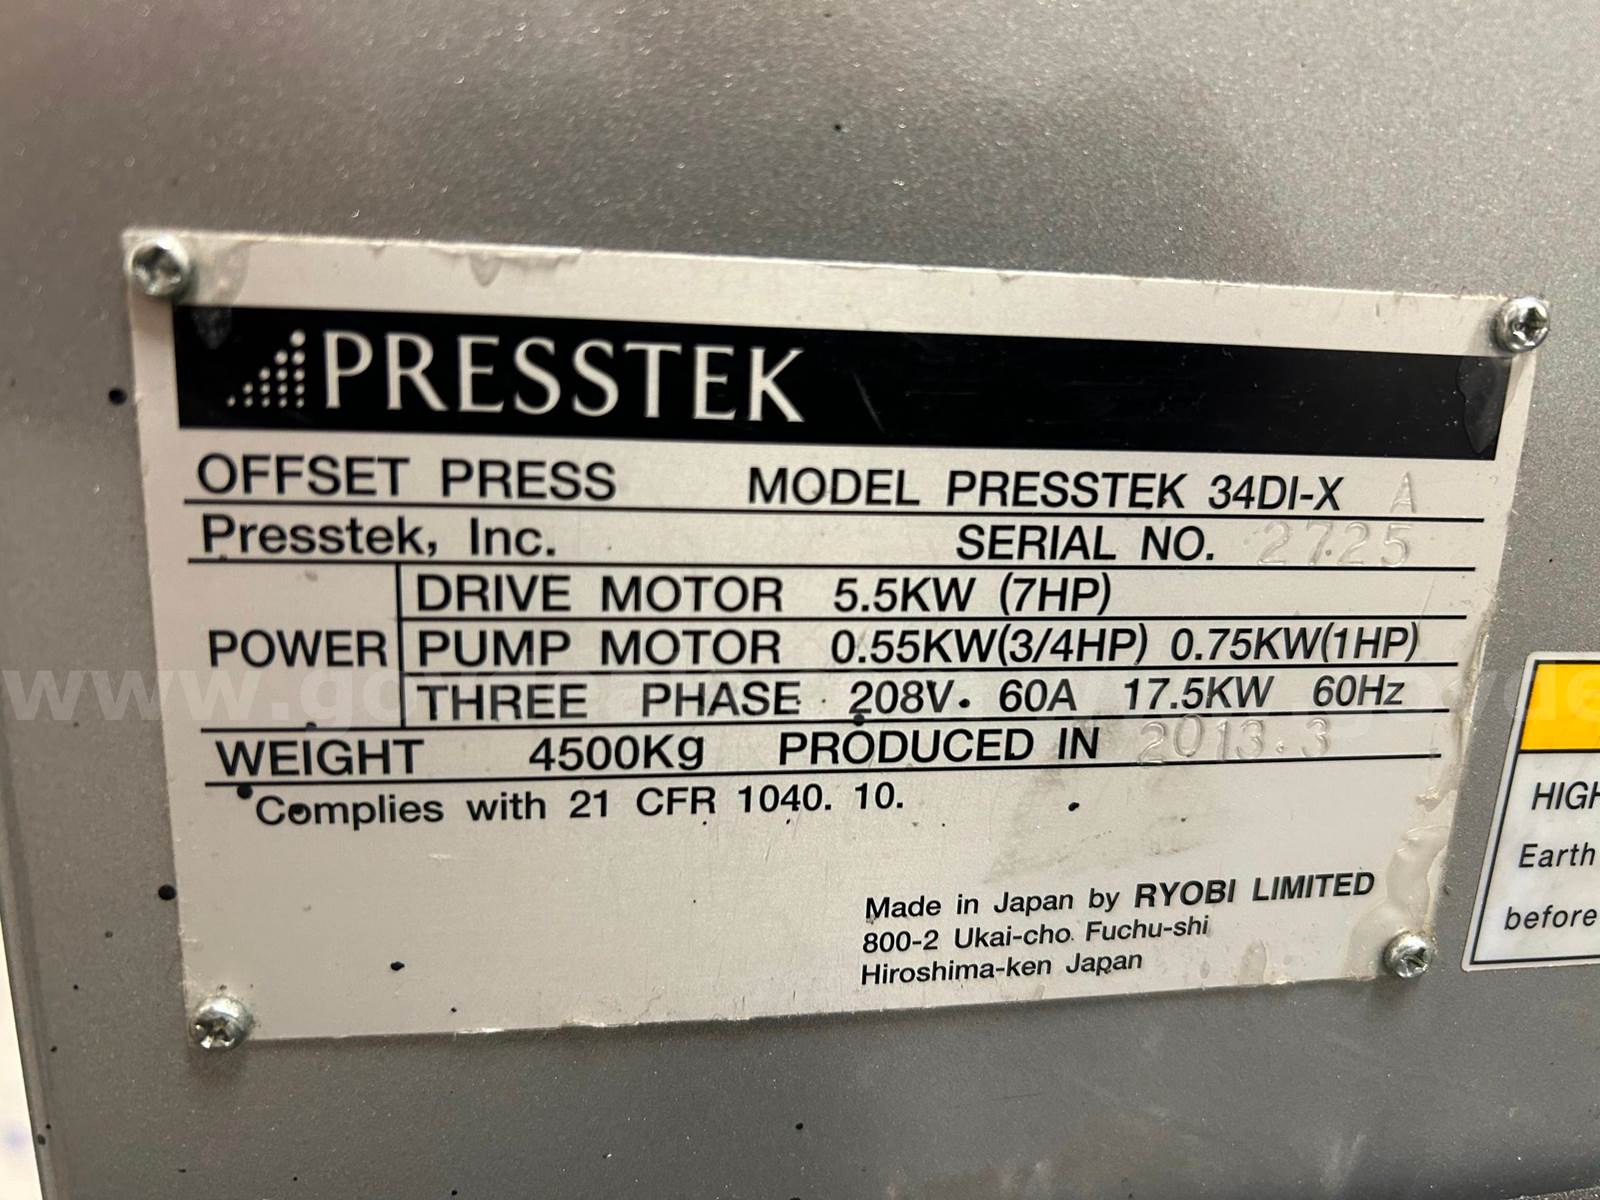 PRESSTEK
OFFSET PRESS MODEL PRESSTEK 34DI-X A
Presstek, Inc. SERIAL NO. 2725
POWER
DRIVE MOTOR 5.5KW (7HP)
PUMP MOTOR 0.55KW(3/4HP) 0.75KW(1HP)
THREE PHASE 208V. 60A 17.5KW 60Hz
WEIGHT 4500Kg PRODUCED IN 2013.3
Complies with 21 CFR 1040. 10.
Made in Japan by RYOBI LIMITED
800-2 Ukai-cho Fuchu-shi
Hiroshima-ken Japan
HIGH
Earth
before